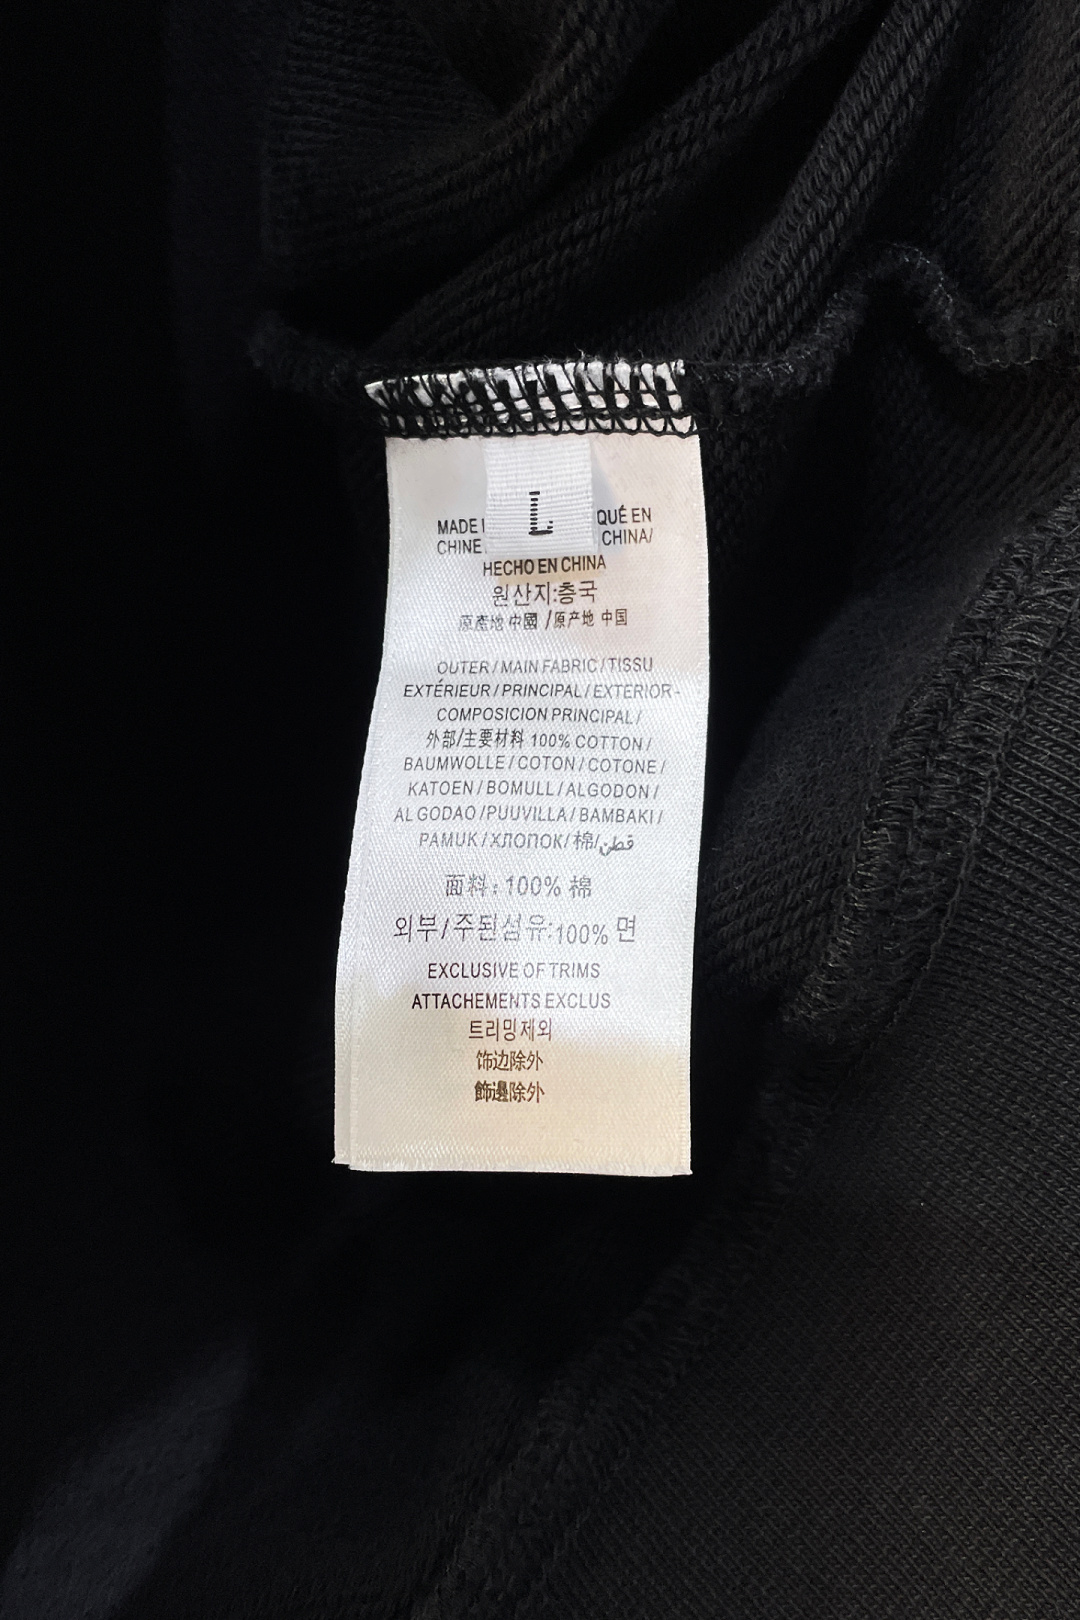 L
MADE I QUÉ EN
CHINE CHINA/
HECHO EN CHINA
원산지:층국
原產地 中國 /原产地 中国
OUTER / MAIN FABRIC / TISSU
EXTÉRIEUR / PRINCIPAL / EXTERIOR-
COMPOSICION PRINCIPAL /
外部/主要材料 100% COTTON /
BAUMWOLLE / COTON / COTONE /
KATOEN / BOMULL / ALGODON /
ALGODAO /PUUVILLA / BAMBAKI /
PAMUK / ХЛОПОК/ 棉/قطن
面料: 100% 棉
외부/주된섬유:100% 면
EXCLUSIVE OF TRIMS
ATTACHEMENTS EXCLUS
트리밍제외
饰边除外
飾邊除外